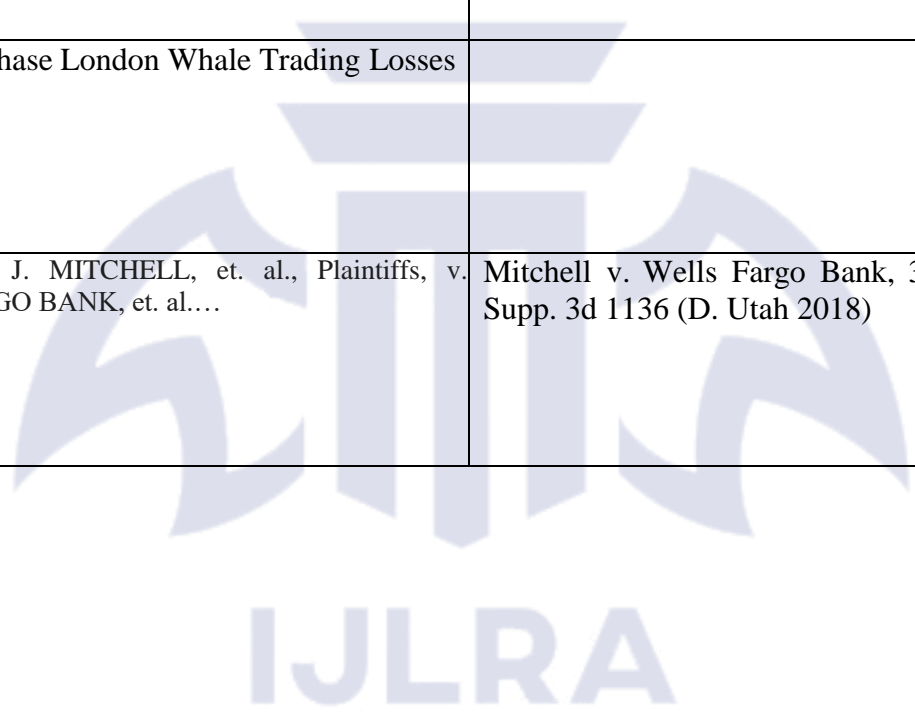 hase London Whale Trading Losses
J. MITCHELL, et. al., Plaintiffs, v.
GO BANK, et. al.…
Mitchell v. Wells Fargo Bank, 3
Supp. 3d 1136 (D. Utah 2018)
IJLRA